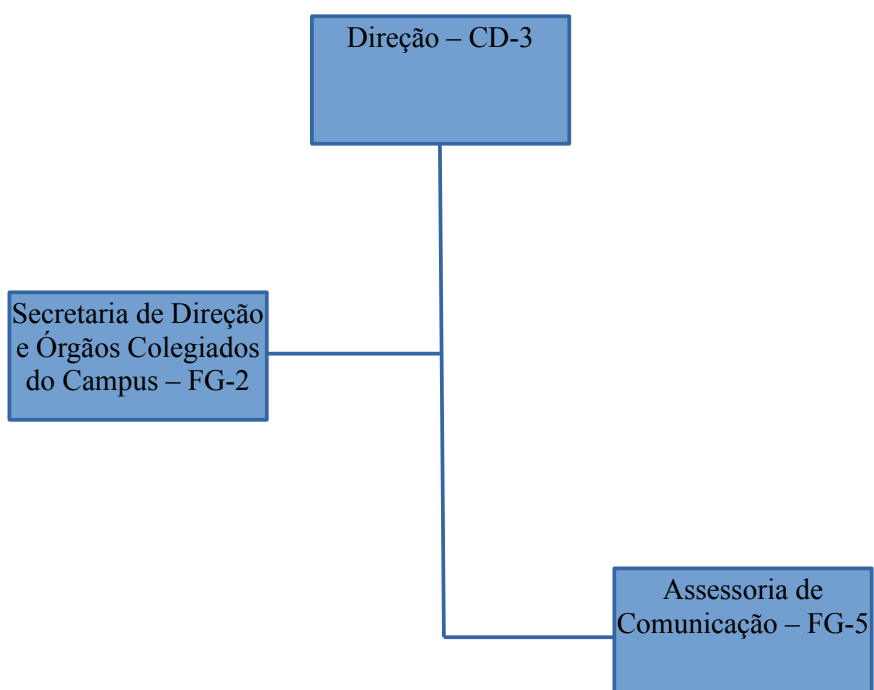 Direção – CD-3
Secretaria de Direção
e Órgãos Colegiados
do Campus – FG-2
Assessoria de
Comunicação – FG-5